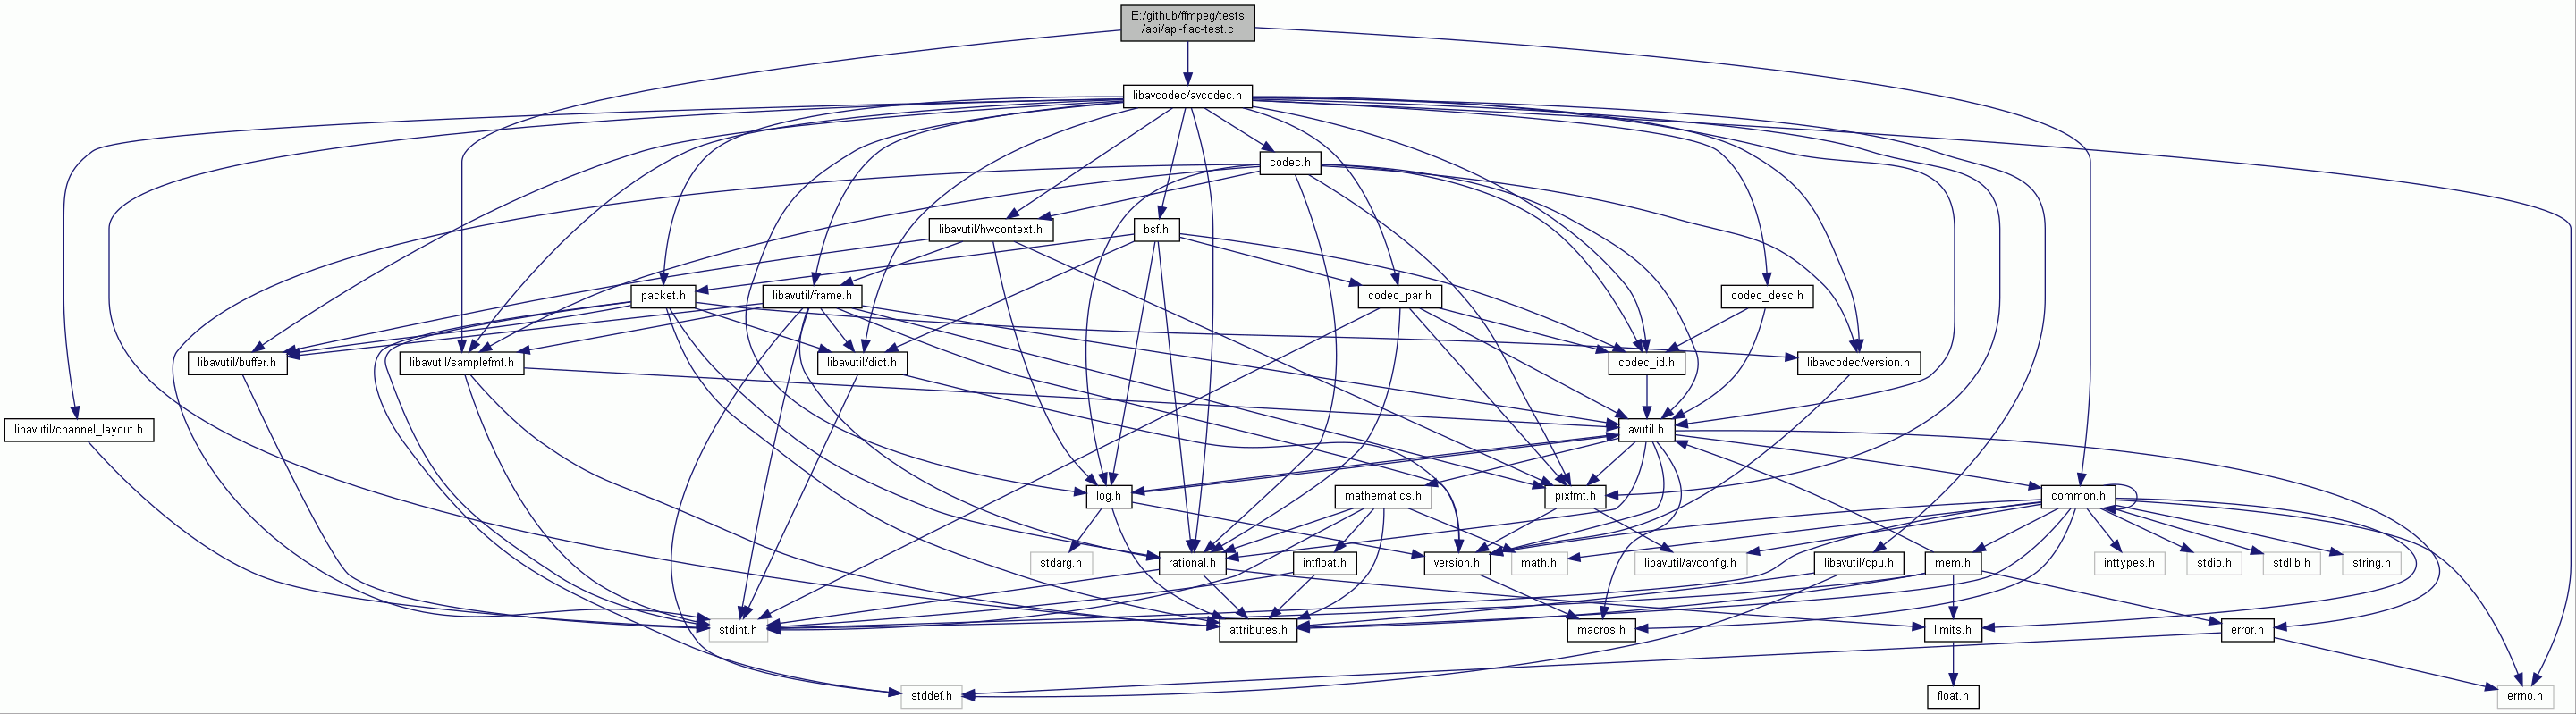 E:/github/ffmpeg/tests
/api/api-flac-test.c
libavcodec/avcodec.h
codec.h
libavutil/hwcontext.h
bsf.h
packet.h
libavutil/frame.h
codec_par.h
codec_desc.h
libavutil/buffer.h
libavutil/samplefmt.h
libavutil/dict.h
codec_id.h
libavcodec/version.h
libavutil/channel_layout.h
avutil.h
log.h
mathematics.h
pixfmt.h
common.h
stdarg.h
rational.h
intfloat.h
version.h
math.h
libavutil/avconfig.h
libavutil/cpu.h
mem.h
inttypes.h
stdio.h
stdlib.h
string.h
stdint.h
attributes.h
macros.h
limits.h
error.h
stddef.h
float.h
errno.h